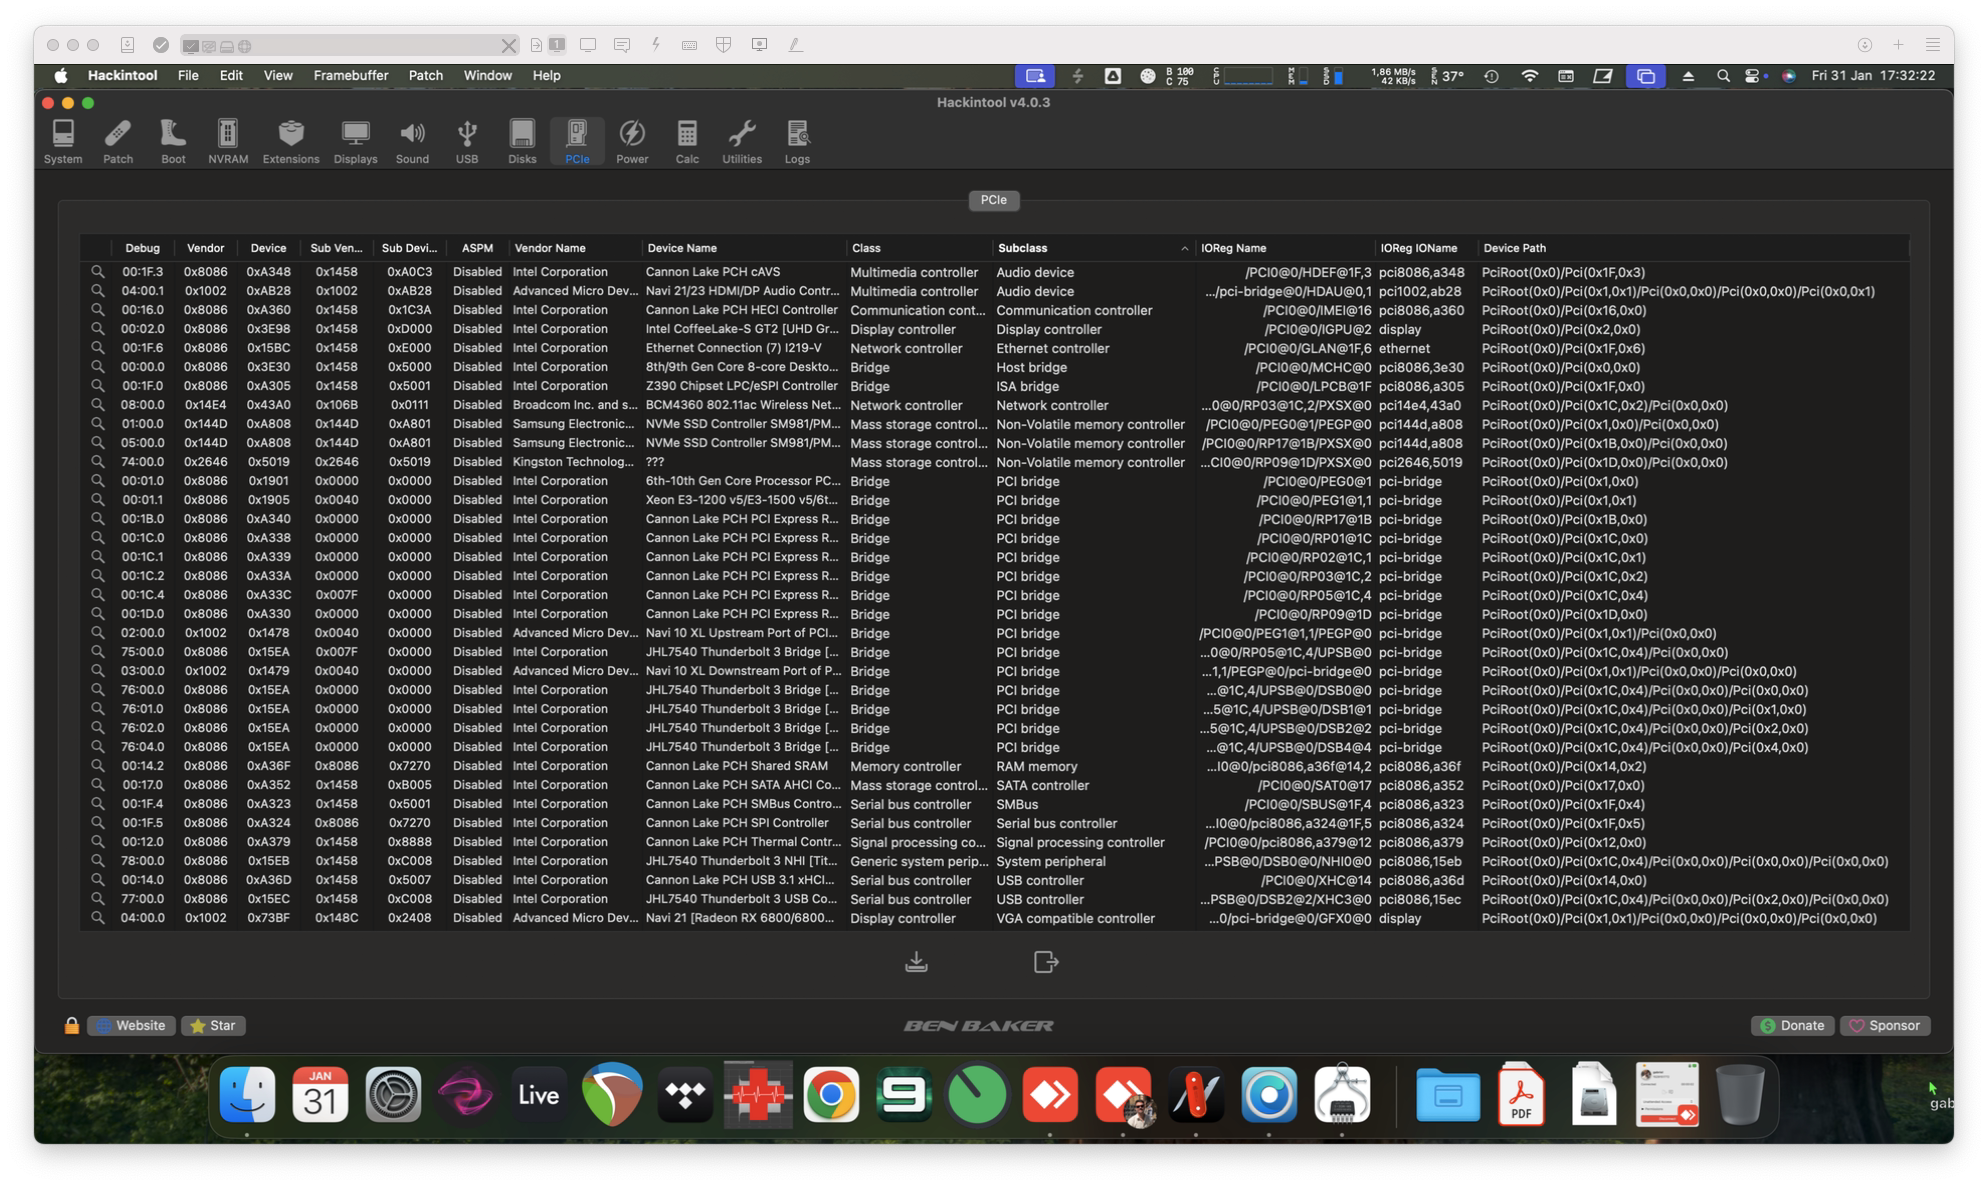 1
Hackintool File Edit View Framebuffer Patch Window Help B 100 C 75 CPU MEM SSD 1,86 MB/s 42 KB/s SEN 37° Fri 31 Jan 17:32:22
Hackintool v4.0.3
System Patch Boot NVRAM Extensions Displays Sound USB Disks PCIe Power Calc Utilities Logs
PCIe
Debug Vendor Device Sub Ven... Sub Devi... ASPM Vendor Name Device Name Class Subclass IOReg Name IOReg IOName Device Path
00:1F.3 0x8086 0xA348 0x1458 0xA0C3 Disabled Intel Corporation Cannon Lake PCH cAVS Multimedia controller Audio device /PCI0@0/HDEF@1F,3 pci8086,a348 PciRoot(0x0)/Pci(0x1F,0x3)
04:00.1 0x1002 0xAB28 0x1002 0xAB28 Disabled Advanced Micro Dev... Navi 21/23 HDMI/DP Audio Contr... Multimedia controller Audio device .../pci-bridge@0/HDAU@0,1 pci1002,ab28 PciRoot(0x0)/Pci(0x1,0x1)/Pci(0x0,0x0)/Pci(0x0,0x0)/Pci(0x0,0x1)
00:16.0 0x8086 0xA360 0x1458 0x1C3A Disabled Intel Corporation Cannon Lake PCH HECI Controller Communication cont... Communication controller /PCI0@0/IMEI@16 pci8086,a360 PciRoot(0x0)/Pci(0x16,0x0)
00:02.0 0x8086 0x3E98 0x1458 0xD000 Disabled Intel Corporation Intel CoffeeLake-S GT2 [UHD Gr... Display controller Display controller /PCI0@0/IGPU@2 display PciRoot(0x0)/Pci(0x2,0x0)
00:1F.6 0x8086 0x15BC 0x1458 0xE000 Disabled Intel Corporation Ethernet Connection (7) I219-V Network controller Ethernet controller /PCI0@0/GLAN@1F,6 ethernet PciRoot(0x0)/Pci(0x1F,0x6)
00:00.0 0x8086 0x3E30 0x1458 0x5000 Disabled Intel Corporation 8th/9th Gen Core 8-core Deskto... Bridge Host bridge /PCI0@0/MCHC@0 pci8086,3e30 PciRoot(0x0)/Pci(0x0,0x0)
00:1F.0 0x8086 0xA305 0x1458 0x5001 Disabled Intel Corporation Z390 Chipset LPC/eSPI Controller Bridge ISA bridge /PCI0@0/LPCB@1F pci8086,a305 PciRoot(0x0)/Pci(0x1F,0x0)
08:00.0 0x14E4 0x43A0 0x106B 0x0111 Disabled Broadcom Inc. and s... BCM4360 802.11ac Wireless Net... Network controller Network controller ...0@0/RP03@1C,2/PXSX@0 pci14e4,43a0 PciRoot(0x0)/Pci(0x1C,0x2)/Pci(0x0,0x0)
01:00.0 0x144D 0xA808 0x144D 0xA801 Disabled Samsung Electronic... NVMe SSD Controller SM981/PM... Mass storage control... Non-Volatile memory controller /PCI0@0/PEG0@1/PEGP@0 pci144d,a808 PciRoot(0x0)/Pci(0x1,0x0)/Pci(0x0,0x0)
05:00.0 0x144D 0xA808 0x144D 0xA801 Disabled Samsung Electronic... NVMe SSD Controller SM981/PM... Mass storage control... Non-Volatile memory controller /PCI0@0/RP17@1B/PXSX@0 pci144d,a808 PciRoot(0x0)/Pci(0x1B,0x0)/Pci(0x0,0x0)
74:00.0 0x2646 0x5019 0x2646 0x5019 Disabled Kingston Technolog... ??? Mass storage control... Non-Volatile memory controller ...CI0@0/RP09@1D/PXSX@0 pci2646,5019 PciRoot(0x0)/Pci(0x1D,0x0)/Pci(0x0,0x0)
00:01.0 0x8086 0x1901 0x0000 0x0000 Disabled Intel Corporation 6th-10th Gen Core Processor PC... Bridge PCI bridge /PCI0@0/PEG0@1 pci-bridge PciRoot(0x0)/Pci(0x1,0x0)
00:01.1 0x8086 0x1905 0x0040 0x0000 Disabled Intel Corporation Xeon E3-1200 v5/E3-1500 v5/6t... Bridge PCI bridge /PCI0@0/PEG1@1,1 pci-bridge PciRoot(0x0)/Pci(0x1,0x1)
00:1B.0 0x8086 0xA340 0x0000 0x0000 Disabled Intel Corporation Cannon Lake PCH PCI Express R... Bridge PCI bridge /PCI0@0/RP17@1B pci-bridge PciRoot(0x0)/Pci(0x1B,0x0)
00:1C.0 0x8086 0xA338 0x0000 0x0000 Disabled Intel Corporation Cannon Lake PCH PCI Express R... Bridge PCI bridge /PCI0@0/RP01@1C pci-bridge PciRoot(0x0)/Pci(0x1C,0x0)
00:1C.1 0x8086 0xA339 0x0000 0x0000 Disabled Intel Corporation Cannon Lake PCH PCI Express R... Bridge PCI bridge /PCI0@0/RP02@1C,1 pci-bridge PciRoot(0x0)/Pci(0x1C,0x1)
00:1C.2 0x8086 0xA33A 0x0000 0x0000 Disabled Intel Corporation Cannon Lake PCH PCI Express R... Bridge PCI bridge /PCI0@0/RP03@1C,2 pci-bridge PciRoot(0x0)/Pci(0x1C,0x2)
00:1C.4 0x8086 0xA33C 0x007F 0x0000 Disabled Intel Corporation Cannon Lake PCH PCI Express R... Bridge PCI bridge /PCI0@0/RP05@1C,4 pci-bridge PciRoot(0x0)/Pci(0x1C,0x4)
00:1D.0 0x8086 0xA330 0x0000 0x0000 Disabled Intel Corporation Cannon Lake PCH PCI Express R... Bridge PCI bridge /PCI0@0/RP09@1D pci-bridge PciRoot(0x0)/Pci(0x1D,0x0)
02:00.0 0x1002 0x1478 0x0040 0x0000 Disabled Advanced Micro Dev... Navi 10 XL Upstream Port of PCI... Bridge PCI bridge /PCI0@0/PEG1@1,1/PEGP@0 pci-bridge PciRoot(0x0)/Pci(0x1,0x1)/Pci(0x0,0x0)
75:00.0 0x8086 0x15EA 0x007F 0x0000 Disabled Intel Corporation JHL7540 Thunderbolt 3 Bridge [... Bridge PCI bridge ...0@0/RP05@1C,4/UPSB@0 pci-bridge PciRoot(0x0)/Pci(0x1C,0x4)/Pci(0x0,0x0)
03:00.0 0x1002 0x1479 0x0040 0x0000 Disabled Advanced Micro Dev... Navi 10 XL Downstream Port of P... Bridge PCI bridge ...1,1/PEGP@0/pci-bridge@0 pci-bridge PciRoot(0x0)/Pci(0x1,0x1)/Pci(0x0,0x0)/Pci(0x0,0x0)
76:00.0 0x8086 0x15EA 0x0000 0x0000 Disabled Intel Corporation JHL7540 Thunderbolt 3 Bridge [... Bridge PCI bridge ...@1C,4/UPSB@0/DSB0@0 pci-bridge PciRoot(0x0)/Pci(0x1C,0x4)/Pci(0x0,0x0)/Pci(0x0,0x0)
76:01.0 0x8086 0x15EA 0x0000 0x0000 Disabled Intel Corporation JHL7540 Thunderbolt 3 Bridge [... Bridge PCI bridge ...5@1C,4/UPSB@0/DSB1@1 pci-bridge PciRoot(0x0)/Pci(0x1C,0x4)/Pci(0x0,0x0)/Pci(0x1,0x0)
76:02.0 0x8086 0x15EA 0x0000 0x0000 Disabled Intel Corporation JHL7540 Thunderbolt 3 Bridge [... Bridge PCI bridge ...5@1C,4/UPSB@0/DSB2@2 pci-bridge PciRoot(0x0)/Pci(0x1C,0x4)/Pci(0x0,0x0)/Pci(0x2,0x0)
76:04.0 0x8086 0x15EA 0x0000 0x0000 Disabled Intel Corporation JHL7540 Thunderbolt 3 Bridge [... Bridge PCI bridge ...@1C,4/UPSB@0/DSB4@4 pci-bridge PciRoot(0x0)/Pci(0x1C,0x4)/Pci(0x0,0x0)/Pci(0x4,0x0)
00:14.2 0x8086 0xA36F 0x8086 0x7270 Disabled Intel Corporation Cannon Lake PCH Shared SRAM Memory controller RAM memory ...I0@0/pci8086,a36f@14,2 pci8086,a36f PciRoot(0x0)/Pci(0x14,0x2)
00:17.0 0x8086 0xA352 0x1458 0xB005 Disabled Intel Corporation Cannon Lake PCH SATA AHCI Co... Mass storage control... SATA controller /PCI0@0/SAT0@17 pci8086,a352 PciRoot(0x0)/Pci(0x17,0x0)
00:1F.4 0x8086 0xA323 0x1458 0x5001 Disabled Intel Corporation Cannon Lake PCH SMBus Contro... Serial bus controller SMBus /PCI0@0/SBUS@1F,4 pci8086,a323 PciRoot(0x0)/Pci(0x1F,0x4)
00:1F.5 0x8086 0xA324 0x8086 0x7270 Disabled Intel Corporation Cannon Lake PCH SPI Controller Serial bus controller Serial bus controller ...I0@0/pci8086,a324@1F,5 pci8086,a324 PciRoot(0x0)/Pci(0x1F,0x5)
00:12.0 0x8086 0xA379 0x1458 0x8888 Disabled Intel Corporation Cannon Lake PCH Thermal Contr... Signal processing co... Signal processing controller /PCI0@0/pci8086,a379@12 pci8086,a379 PciRoot(0x0)/Pci(0x12,0x0)
78:00.0 0x8086 0x15EB 0x1458 0xC008 Disabled Intel Corporation JHL7540 Thunderbolt 3 NHI [Tit... Generic system perip... System peripheral ...PSB@0/DSB0@0/NHI0@0 pci8086,15eb PciRoot(0x0)/Pci(0x1C,0x4)/Pci(0x0,0x0)/Pci(0x0,0x0)/Pci(0x0,0x0)
00:14.0 0x8086 0xA36D 0x1458 0x5007 Disabled Intel Corporation Cannon Lake PCH USB 3.1 xHCI... Serial bus controller USB controller /PCI0@0/XHC@14 pci8086,a36d PciRoot(0x0)/Pci(0x14,0x0)
77:00.0 0x8086 0x15EC 0x1458 0xC008 Disabled Intel Corporation JHL7540 Thunderbolt 3 USB Co... Serial bus controller USB controller ...PSB@0/DSB2@2/XHC3@0 pci8086,15ec PciRoot(0x0)/Pci(0x1C,0x4)/Pci(0x0,0x0)/Pci(0x2,0x0)/Pci(0x0,0x0)
04:00.0 0x1002 0x73BF 0x148C 0x2408 Disabled Advanced Micro Dev... Navi 21 [Radeon RX 6800/6800... Display controller VGA compatible controller ...0/pci-bridge@0/GFX0@0 display PciRoot(0x0)/Pci(0x1,0x1)/Pci(0x0,0x0)/Pci(0x0,0x0)/Pci(0x0,0x0)
Website Star BEN BAKER Donate Sponsor
JAN
31
Live
9
PDF
gab